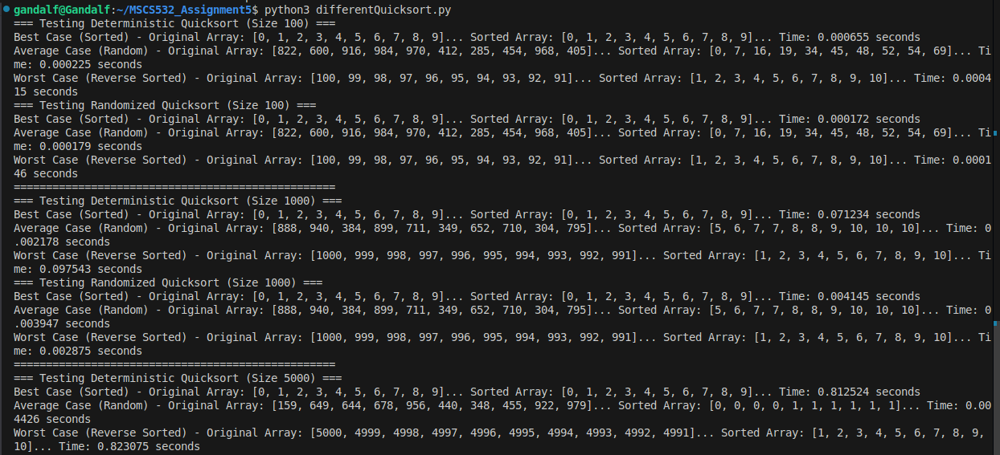 gandalf@Gandalf:~/MSCS532_Assignment5$ python3 differentQuicksort.py
=== Testing Deterministic Quicksort (Size 100) ===
Best Case (Sorted) - Original Array: [0, 1, 2, 3, 4, 5, 6, 7, 8, 9]... Sorted Array: [0, 1, 2, 3, 4, 5, 6, 7, 8, 9]... Time: 0.000655 seconds
Average Case (Random) - Original Array: [822, 600, 916, 984, 970, 412, 285, 454, 968, 405]... Sorted Array: [0, 7, 16, 19, 34, 45, 48, 52, 54, 69]... Ti
me: 0.000225 seconds
Worst Case (Reverse Sorted) - Original Array: [100, 99, 98, 97, 96, 95, 94, 93, 92, 91]... Sorted Array: [1, 2, 3, 4, 5, 6, 7, 8, 9, 10]... Time: 0.0004
15 seconds
=== Testing Randomized Quicksort (Size 100) ===
Best Case (Sorted) - Original Array: [0, 1, 2, 3, 4, 5, 6, 7, 8, 9]... Sorted Array: [0, 1, 2, 3, 4, 5, 6, 7, 8, 9]... Time: 0.000172 seconds
Average Case (Random) - Original Array: [822, 600, 916, 984, 970, 412, 285, 454, 968, 405]... Sorted Array: [0, 7, 16, 19, 34, 45, 48, 52, 54, 69]... Ti
me: 0.000179 seconds
Worst Case (Reverse Sorted) - Original Array: [100, 99, 98, 97, 96, 95, 94, 93, 92, 91]... Sorted Array: [1, 2, 3, 4, 5, 6, 7, 8, 9, 10]... Time: 0.0001
46 seconds
==================================================
=== Testing Deterministic Quicksort (Size 1000) ===
Best Case (Sorted) - Original Array: [0, 1, 2, 3, 4, 5, 6, 7, 8, 9]... Sorted Array: [0, 1, 2, 3, 4, 5, 6, 7, 8, 9]... Time: 0.071234 seconds
Average Case (Random) - Original Array: [888, 940, 384, 899, 711, 349, 652, 710, 304, 795]... Sorted Array: [5, 6, 7, 7, 8, 8, 9, 10, 10, 10]... Time: 0
.002178 seconds
Worst Case (Reverse Sorted) - Original Array: [1000, 999, 998, 997, 996, 995, 994, 993, 992, 991]... Sorted Array: [1, 2, 3, 4, 5, 6, 7, 8, 9, 10]... Ti
me: 0.097543 seconds
=== Testing Randomized Quicksort (Size 1000) ===
Best Case (Sorted) - Original Array: [0, 1, 2, 3, 4, 5, 6, 7, 8, 9]... Sorted Array: [0, 1, 2, 3, 4, 5, 6, 7, 8, 9]... Time: 0.004145 seconds
Average Case (Random) - Original Array: [888, 940, 384, 899, 711, 349, 652, 710, 304, 795]... Sorted Array: [5, 6, 7, 7, 8, 8, 9, 10, 10, 10]... Time: 0
.003947 seconds
Worst Case (Reverse Sorted) - Original Array: [1000, 999, 998, 997, 996, 995, 994, 993, 992, 991]... Sorted Array: [1, 2, 3, 4, 5, 6, 7, 8, 9, 10]... Ti
me: 0.002875 seconds
==================================================
=== Testing Deterministic Quicksort (Size 5000) ===
Best Case (Sorted) - Original Array: [0, 1, 2, 3, 4, 5, 6, 7, 8, 9]... Sorted Array: [0, 1, 2, 3, 4, 5, 6, 7, 8, 9]... Time: 0.812524 seconds
Average Case (Random) - Original Array: [159, 649, 644, 678, 956, 440, 348, 455, 922, 979]... Sorted Array: [0, 0, 0, 0, 1, 1, 1, 1, 1, 1]... Time: 0.00
4426 seconds
Worst Case (Reverse Sorted) - Original Array: [5000, 4999, 4998, 4997, 4996, 4995, 4994, 4993, 4992, 4991]... Sorted Array: [1, 2, 3, 4, 5, 6, 7, 8, 9,
10]... Time: 0.823075 seconds